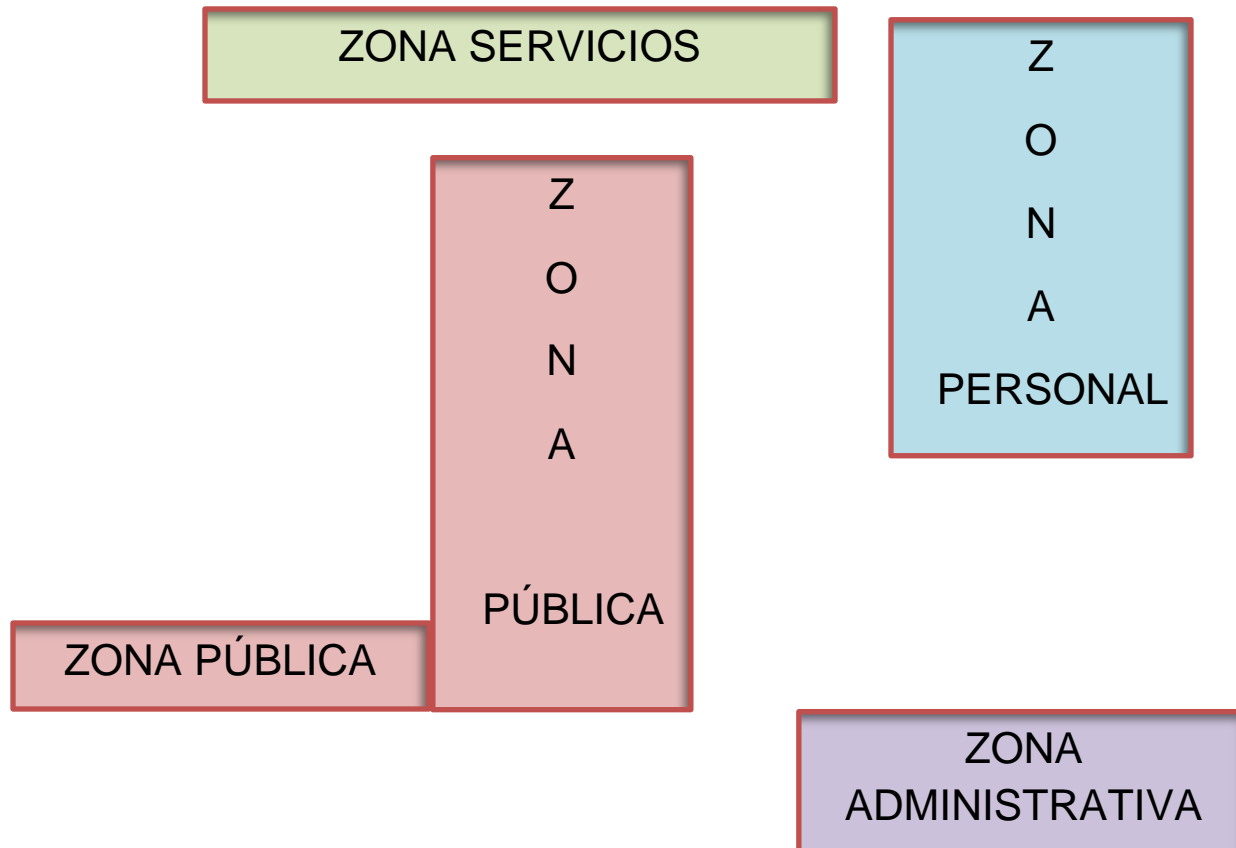 ZONA SERVICIOS
Z
O
N
A
PERSONAL
Z
O
N
A
PÚBLICA
ZONA PÚBLICA
ZONA
ADMINISTRATIVA